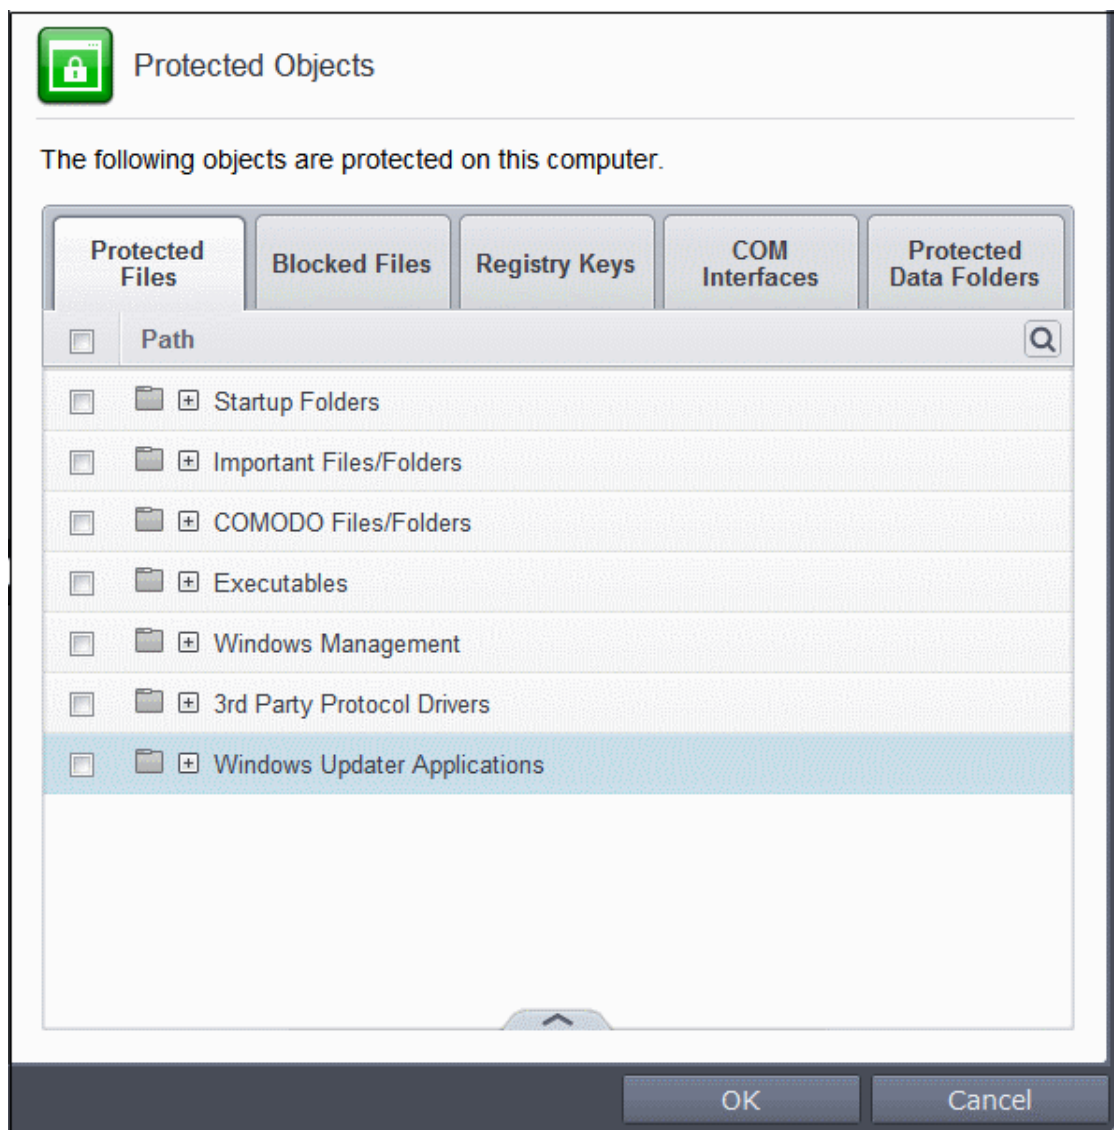 Protected Objects
The following objects are protected on this computer.
Protected
Files
Blocked Files
Registry Keys
COM
Interfaces
Protected
Data Folders
Path
Startup Folders
Important Files/Folders
COMODO Files/Folders
Executables
Windows Management
3rd Party Protocol Drivers
Windows Updater Applications
OK
Cancel